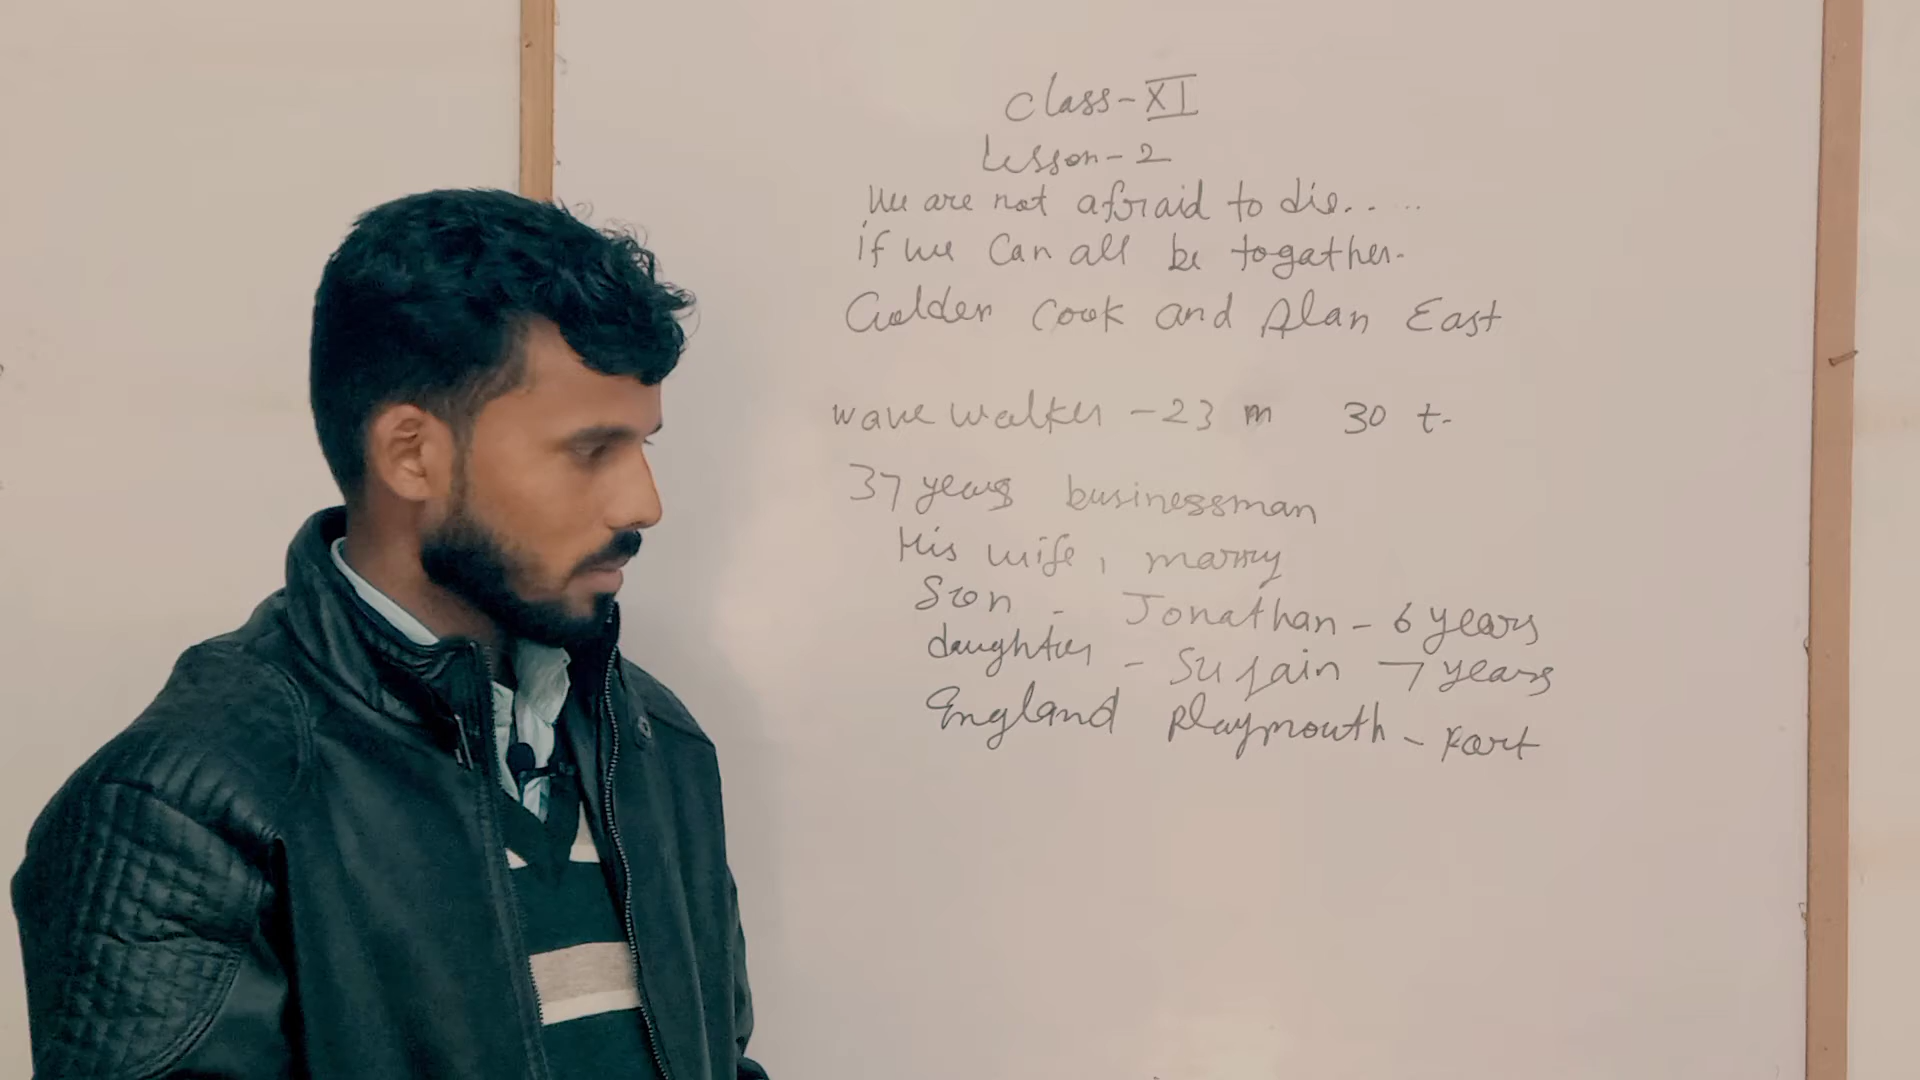 Class-XI
Lesson-2
We are not afraid to die.. ...
if we Can all be togather-
Golden Cook and Alan East
wave walker - 23 m 30 t-
37 years businessman
His wife, marry
Son - Jonathan - 6 years
daughter - Sujain 7 years
England Playmouth - Part